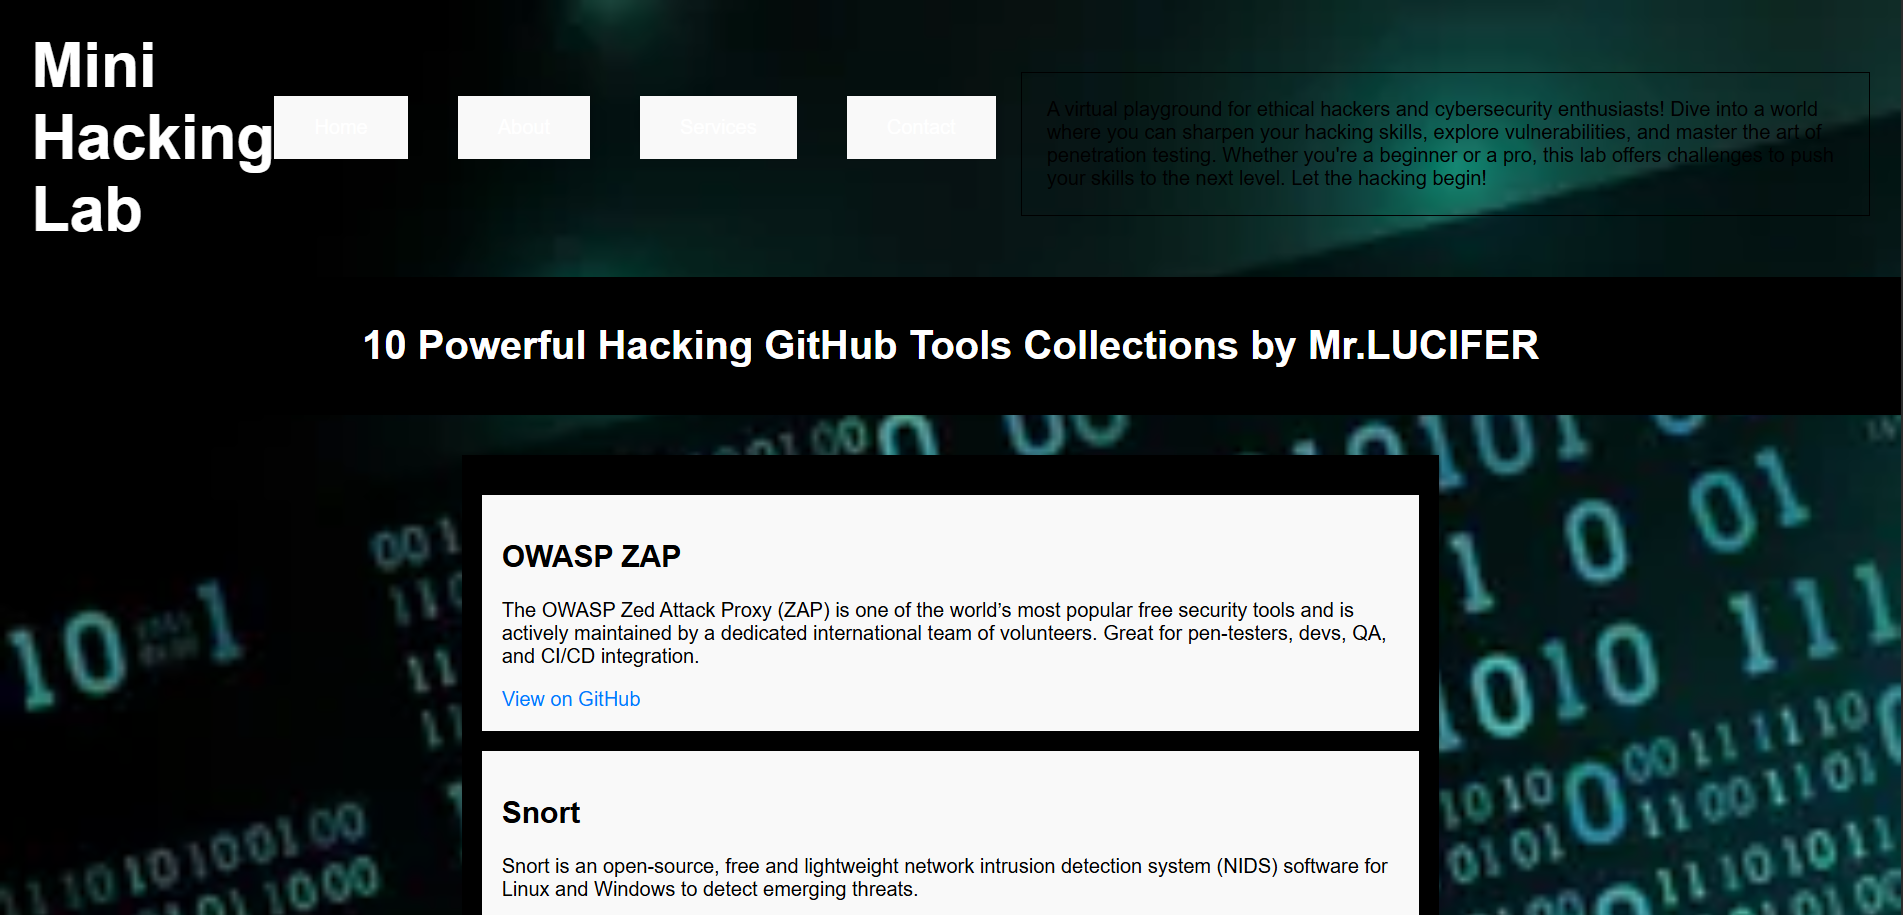 Mini
Hacking
Lab
Home
About
Services
Contact
A virtual playground for ethical hackers and cybersecurity enthusiasts! Dive into a world
where you can sharpen your hacking skills, explore vulnerabilities, and master the art of
penetration testing. Whether you're a beginner or a pro, this lab offers challenges to push
your skills to the next level. Let the hacking begin!
10 Powerful Hacking GitHub Tools Collections by Mr.LUCIFER
OWASP ZAP
The OWASP Zed Attack Proxy (ZAP) is one of the world’s most popular free security tools and is
actively maintained by a dedicated international team of volunteers. Great for pen-testers, devs, QA,
and CI/CD integration.
View on GitHub
Snort
Snort is an open-source, free and lightweight network intrusion detection system (NIDS) software for
Linux and Windows to detect emerging threats.